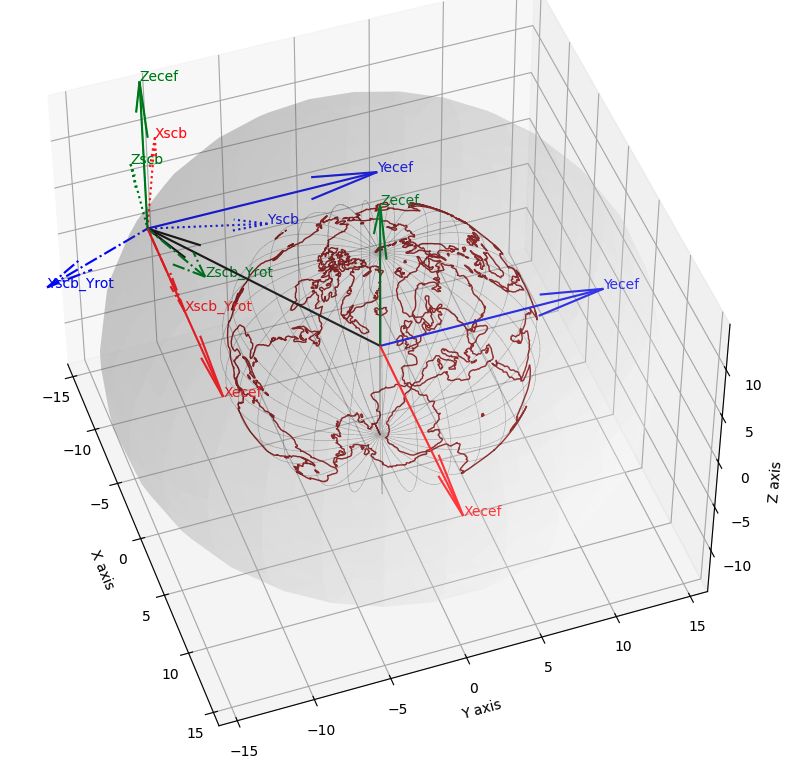 Zecef
Xscb
Zscb
Yecef
Zecef
Yscb
Zscb_Yrot
Xscb_Yrot
Yecef
Xscb_Yrot
Xecef
Xecef
−15
−10
−5
0
5
10
15
X axis
−15
−10
−5
0
5
10
15
Y axis
10
5
0
−5
−10
Z axis